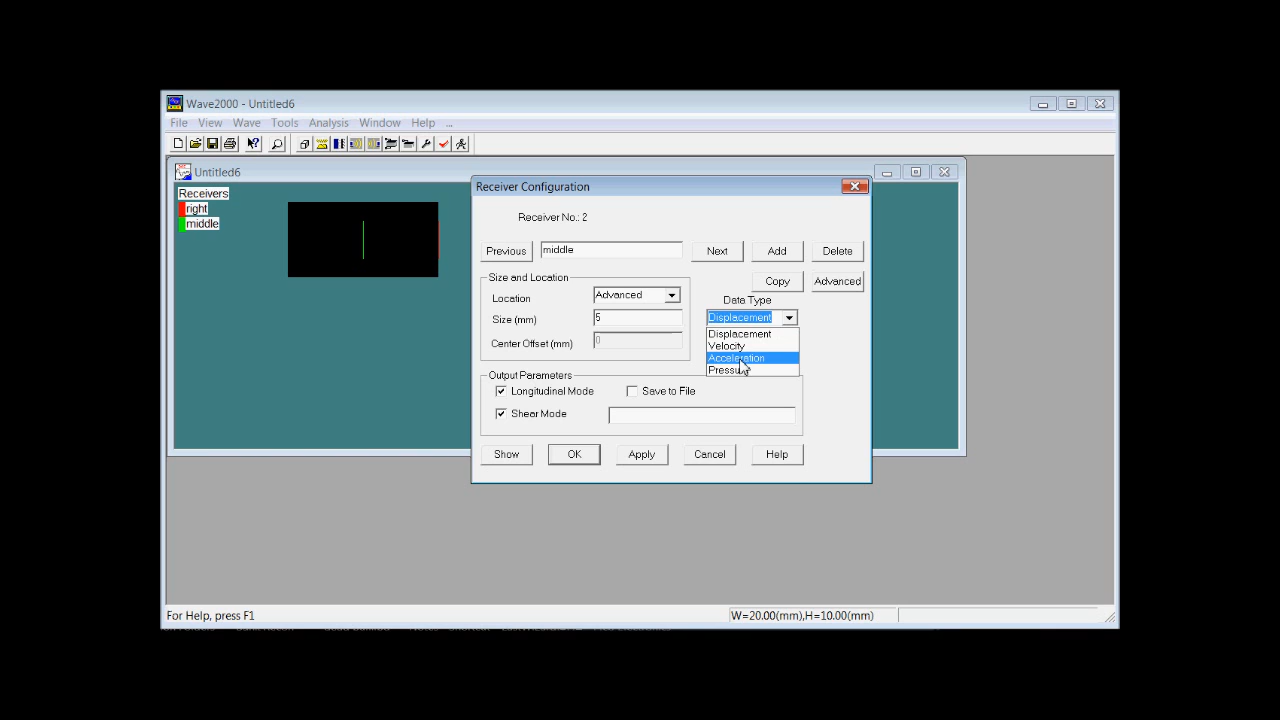 Wave2000 - Untitled6
File View Wave Tools Analysis Window Help ...
Untitled6
Receivers
right
middle
Receiver Configuration
Receiver No.: 2
Previous middle Next Add Delete
Copy Advanced
Size and Location
Location Advanced
Size (mm) 5
Center Offset (mm) 0
Data Type
Displacement
Displacement
Velocity
Acceleration
Output Parameters
Longitudinal Mode Save to File
Shear Mode
Show OK Apply Cancel Help
For Help, press F1 W=20.00(mm),H=10.00(mm)